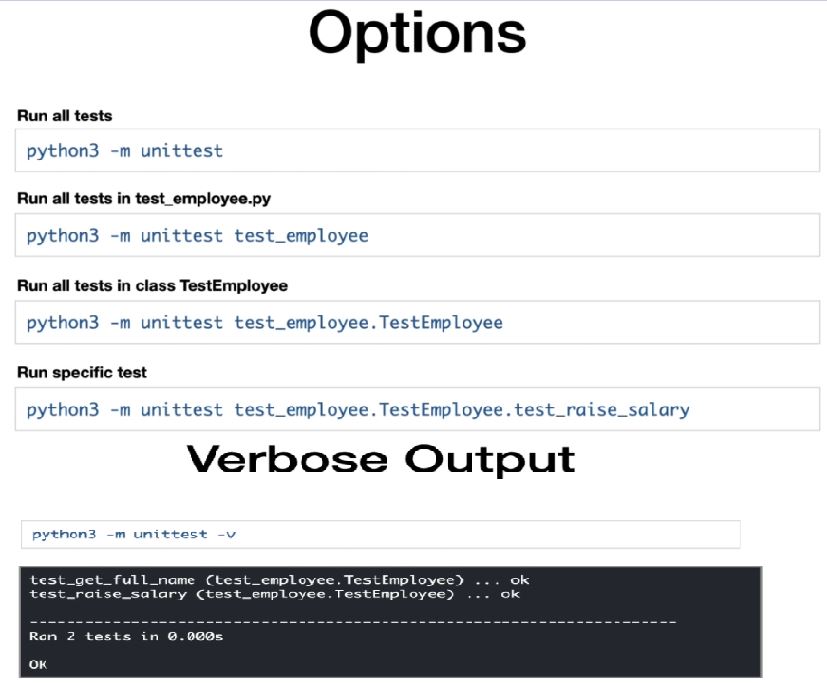 Options
Run all tests
python3 -m unittest
Run all tests in test_employee.py
python3 -m unittest test_employee
Run all tests in class TestEmployee
python3 -m unittest test_employee.TestEmployee
Run specific test
python3 -m unittest test_employee.TestEmployee.test_raise_salary
Verbose Output
python3 -m unittest -v
test_get_full_name (test_employee.TestEmployee) ... ok
test_raise_salary (test_employee.TestEmployee) ... ok
----------------------------------------------------------------------
Ran 2 tests in 0.000s
OK